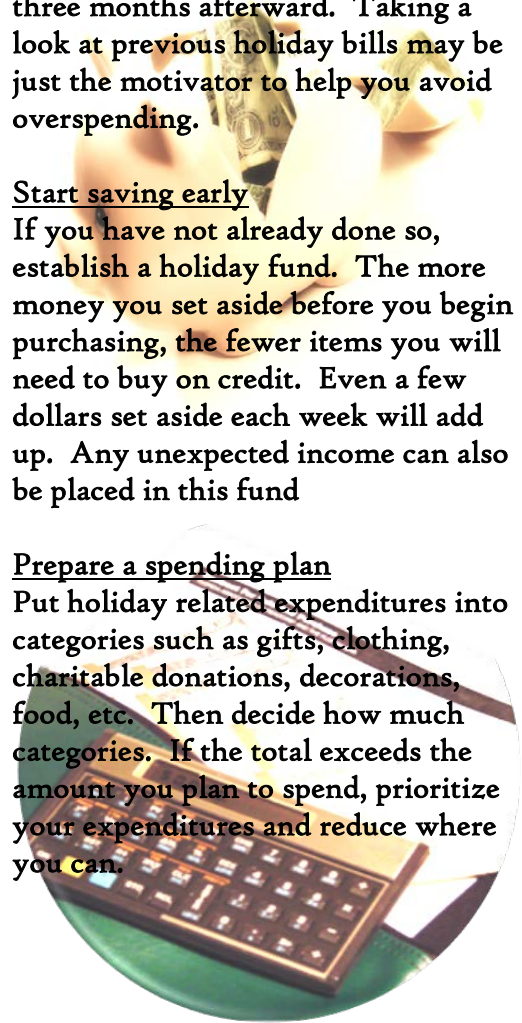 three months afterward.  Taking a
look at previous holiday bills may be
just the motivator to help you avoid
overspending.
Start saving early
If you have not already done so,
establish a holiday fund.  The more
money you set aside before you begin
purchasing, the fewer items you will
need to buy on credit.  Even a few
dollars set aside each week will add
up.  Any unexpected income can also
be placed in this fund
Prepare a spending plan
Put holiday related expenditures into
categories such as gifts, clothing,
charitable donations, decorations,
food, etc.  Then decide how much
categories.  If the total exceeds the
amount you plan to spend, prioritize
your expenditures and reduce where
you can.